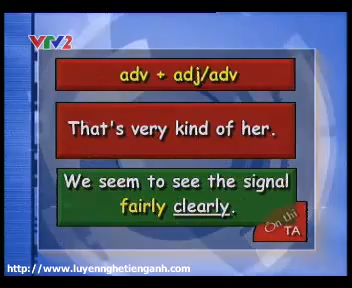 VTV2
adv + adj/adv
That's very kind of her.
We seem to see the signal
fairly clearly.
Ôn thi
TA
http://www.luyennghetienganh.com